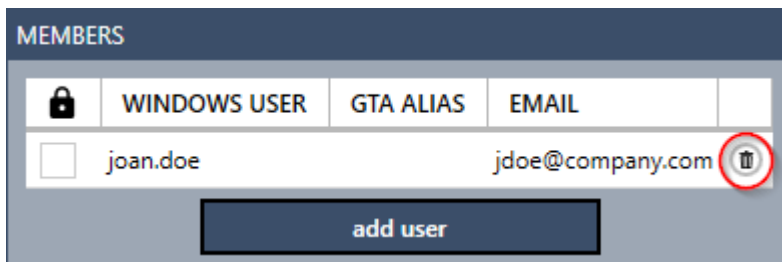 MEMBERS
WINDOWS USER GTA ALIAS EMAIL
joan.doe jdoe@company.com
add user